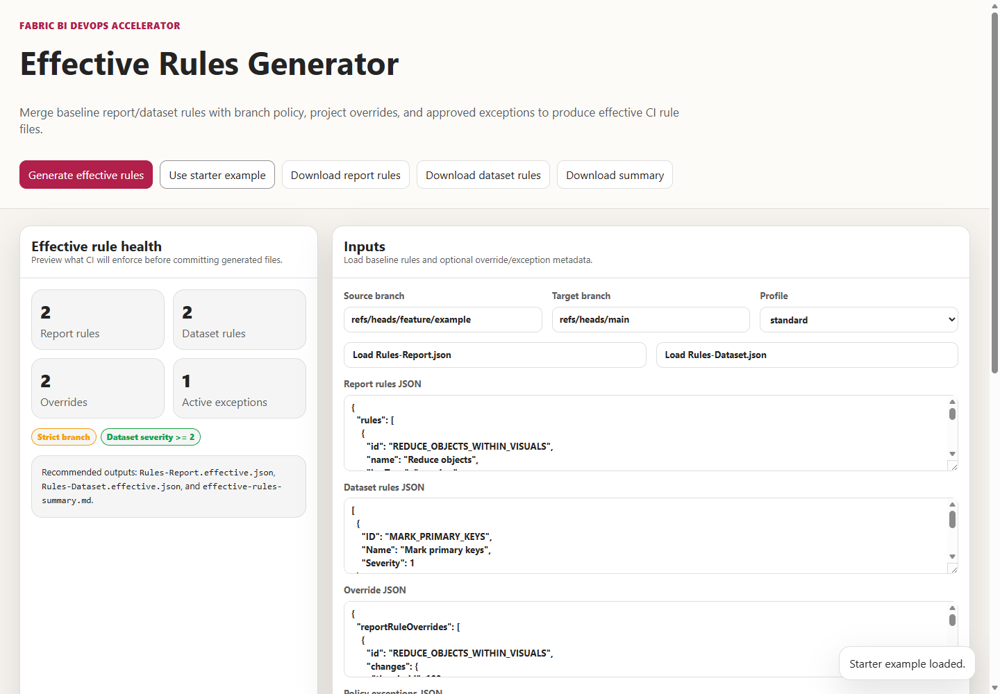 FABRIC BI DEVOPS ACCELERATOR
Effective Rules Generator
Merge baseline report/dataset rules with branch policy, project overrides, and approved exceptions to produce effective CI rule
files.
Generate effective rules
Use starter example
Download report rules
Download dataset rules
Download summary
Effective rule health
Preview what CI will enforce before committing generated files.
2
Report rules
2
Dataset rules
2
Overrides
1
Active exceptions
Strict branch
Dataset severity >= 2
Recommended outputs: Rules-Report.effective.json,
Rules-Dataset.effective.json, and effective-rules-
summary.md.
Inputs
Load baseline rules and optional override/exception metadata.
Source branch
Target branch
Profile
refs/heads/feature/example
refs/heads/main
standard
Load Rules-Report.json
Load Rules-Dataset.json
Report rules JSON
{
"rules": [
{
"id": "REDUCE_OBJECTS_WITHIN_VISUALS",
"name": "Reduce objects",
Dataset rules JSON
[
{
"ID": "MARK_PRIMARY_KEYS",
"Name": "Mark primary keys",
"Severity": 1
Override JSON
{
"reportRuleOverrides": [
{
"id": "REDUCE_OBJECTS_WITHIN_VISUALS",
"changes": {
Policy exceptions JSON
Starter example loaded.